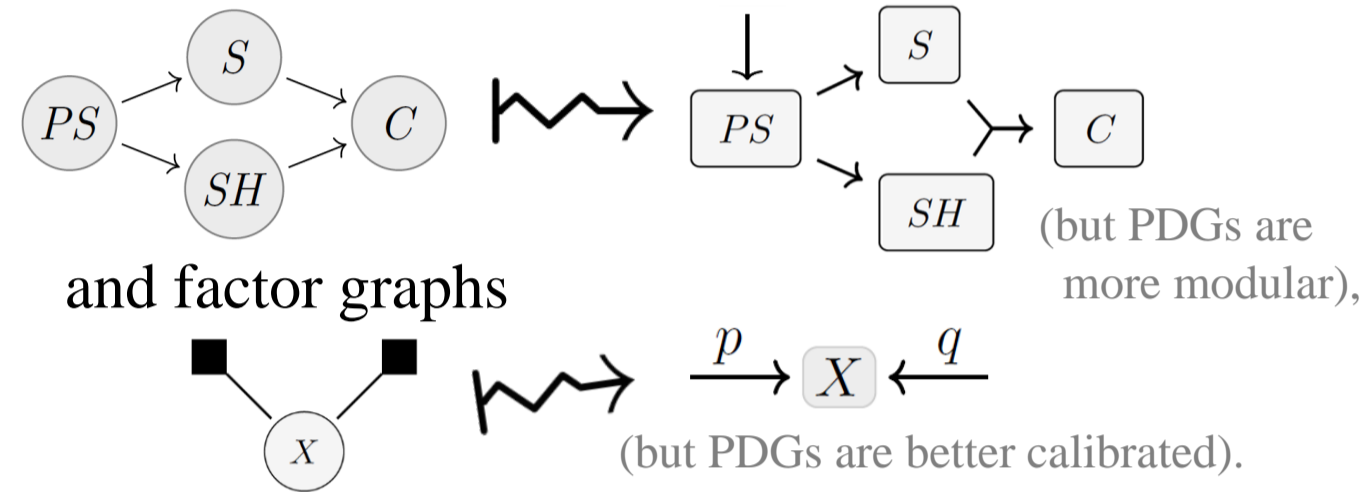 S
PS
C
SH
S
PS
C
SH
(but PDGs are
more modular),
and factor graphs
p
q
X
X
(but PDGs are better calibrated).